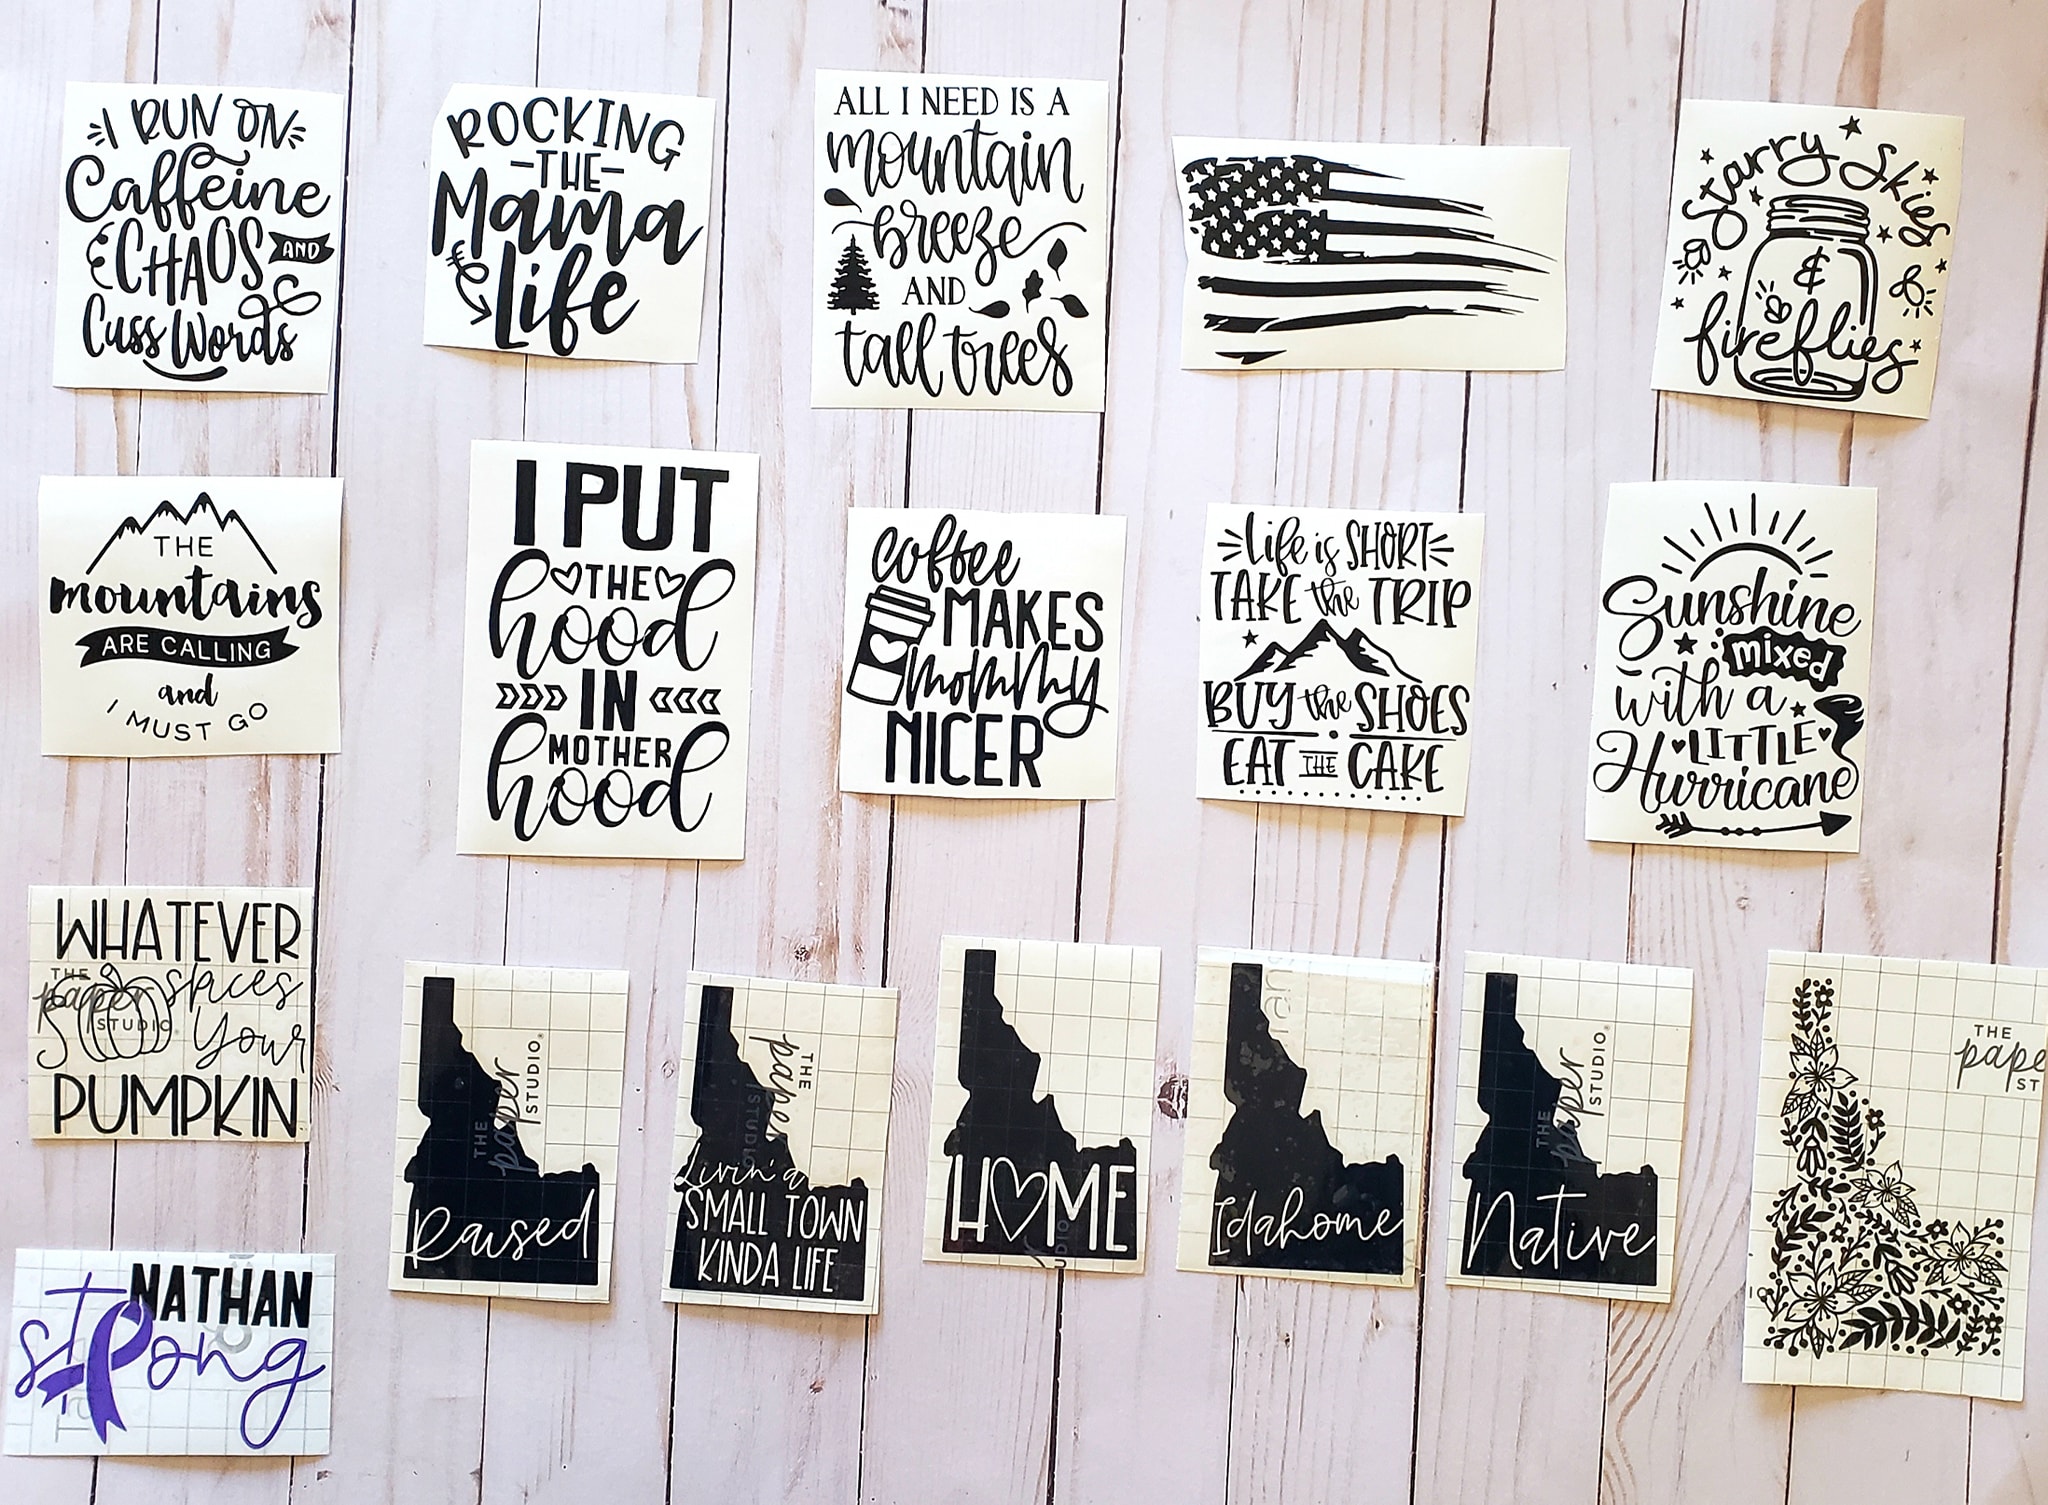 I RUN ON
Caffeine
CHAOS AND
Cuss Words
ROCKING
-THE-
Mama
Life
ALL I NEED IS A
mountain
breeze
AND
tall trees
Starry Skies
&
fireflies
THE
mountains
ARE CALLING
and
I MUST GO
I PUT
THE
hood
IN
MOTHER
hood
coffee
MAKES
mommy
NICER
Life is SHORT
TAKE the TRIP
BUY the SHOES
EAT THE CAKE
Sunshine
mixed
with a
LITTLE
Hurricane
WHATEVER
spices
Your
PUMPKIN
THE
paper
STUDIO
Raised
THE
paper
STUDIO
Livin' a
SMALL TOWN
KINDA LIFE
THE
paper
STUDIO
HOME
Idahome
Native
THE
paper
STUDIO
THE
pape
ST
NATHAN
strong